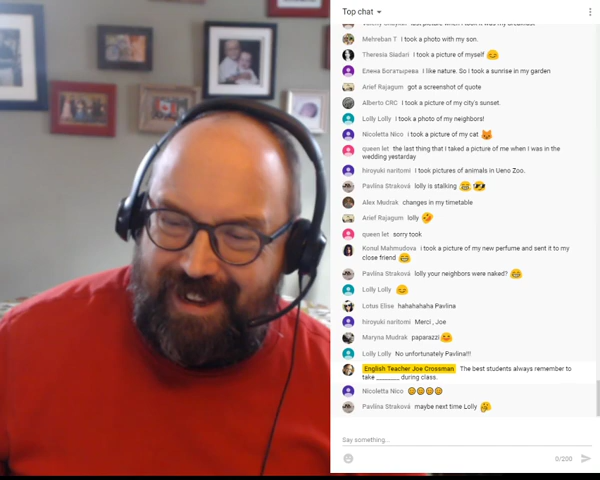 Top chat
Mehreban T I took a photo with my son.
Theresia Siadari I took a picture of myself 😊
Елена Богатырева I like nature. So I took a sunrise in my garden
Arief Rajagum got a screenshot of quote
Alberto CRC I took a picture of my city's sunset.
Lolly Lolly I took a photo of my neighbors!
Nicoletta Nico I took a picture of my cat 😸
queen let the last thing that I taked a picture of me when I was in the
wedding yestarday
hiroyuki naritomi I took pictures of animals in Ueno Zoo.
Pavlína Straková lolly is stalking
Alex Mudrak changes in my timetable
Arief Rajagum lolly
queen let sorry took
Konul Mahmudova I took a picture of my new perfume and sent it to my
close friend
Pavlína Straková lolly your neighbors were naked?
Lolly Lolly
Lotus Elise hahahahaha Pavlina
hiroyuki naritomi Merci , Joe
Maryna Mudrak paparazzi
Lolly Lolly No unfortunately Pavlina!!!
English Teacher Joe Crossman The best students always remember to
take ________ during class.
Nicoletta Nico
Pavlína Straková maybe next time Lolly
Say something...
0/200